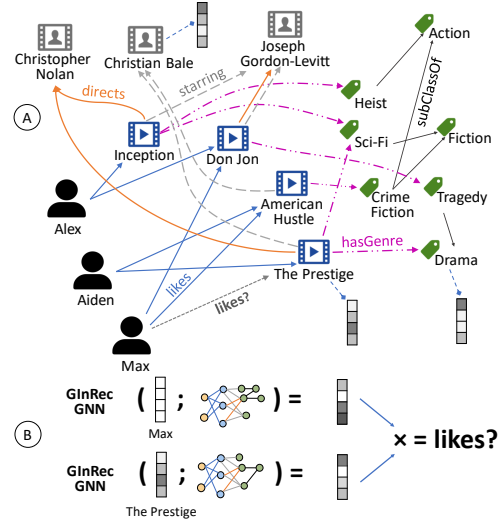 Christopher
Nolan
Christian Bale
Joseph
Gordon-Levitt
Action
directs
starring
subClassOf
Heist
A
Inception
Don Jon
Sci-Fi
Fiction
Alex
American
Hustle
Crime
Fiction
Tragedy
hasGenre
Drama
Aiden
likes
The Prestige
likes?
Max
GInRec
GNN
( ; ) =
Max
B
× = likes?
GInRec
GNN
( ; ) =
The Prestige